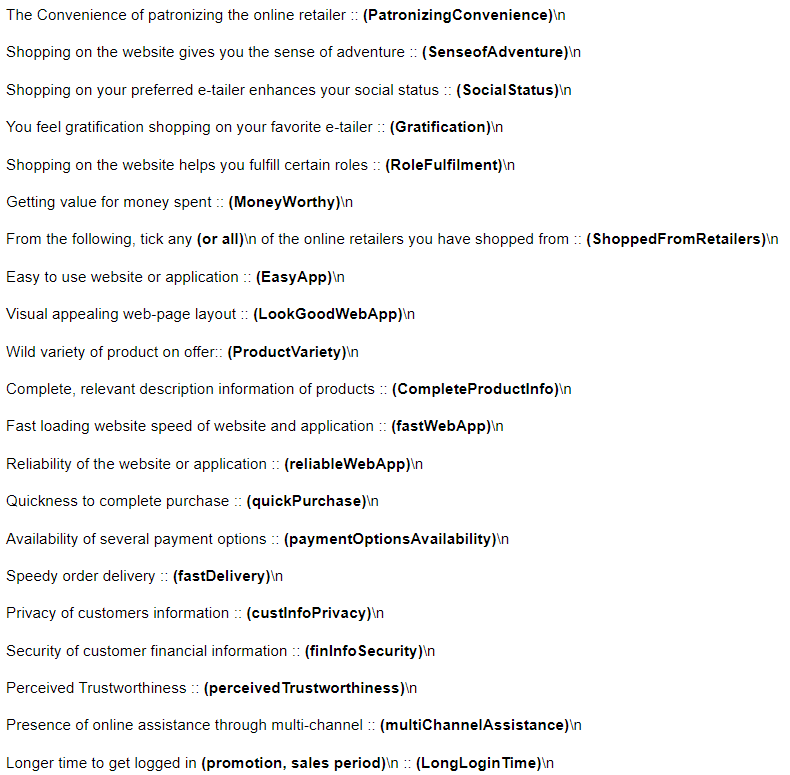 The Convenience of patronizing the online retailer :: (PatronizingConvenience)\n
Shopping on the website gives you the sense of adventure :: (SenseofAdventure)\n
Shopping on your preferred e-tailer enhances your social status :: (SocialStatus)\n
You feel gratification shopping on your favorite e-tailer :: (Gratification)\n
Shopping on the website helps you fulfill certain roles :: (RoleFulfilment)\n
Getting value for money spent :: (MoneyWorthy)\n
From the following, tick any (or all)\n of the online retailers you have shopped from :: (ShoppedFromRetailers)\n
Easy to use website or application :: (EasyApp)\n
Visual appealing web-page layout :: (LookGoodWebApp)\n
Wild variety of product on offer:: (ProductVariety)\n
Complete, relevant description information of products :: (CompleteProductInfo)\n
Fast loading website speed of website and application :: (fastWebApp)\n
Reliability of the website or application :: (reliableWebApp)\n
Quickness to complete purchase :: (quickPurchase)\n
Availability of several payment options :: (paymentOptionsAvailability)\n
Speedy order delivery :: (fastDelivery)\n
Privacy of customers information :: (custInfoPrivacy)\n
Security of customer financial information :: (finInfoSecurity)\n
Perceived Trustworthiness :: (perceivedTrustworthiness)\n
Presence of online assistance through multi-channel :: (multiChannelAssistance)\n
Longer time to get logged in (promotion, sales period)\n :: (LongLoginTime)\n